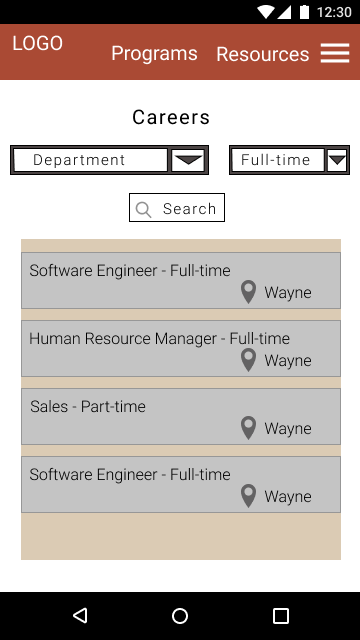 12:30
LOGO Programs Resources
Careers
Department Full-time
Search
Software Engineer - Full-time
Wayne
Human Resource Manager - Full-time
Wayne
Sales - Part-time
Wayne
Software Engineer - Full-time
Wayne